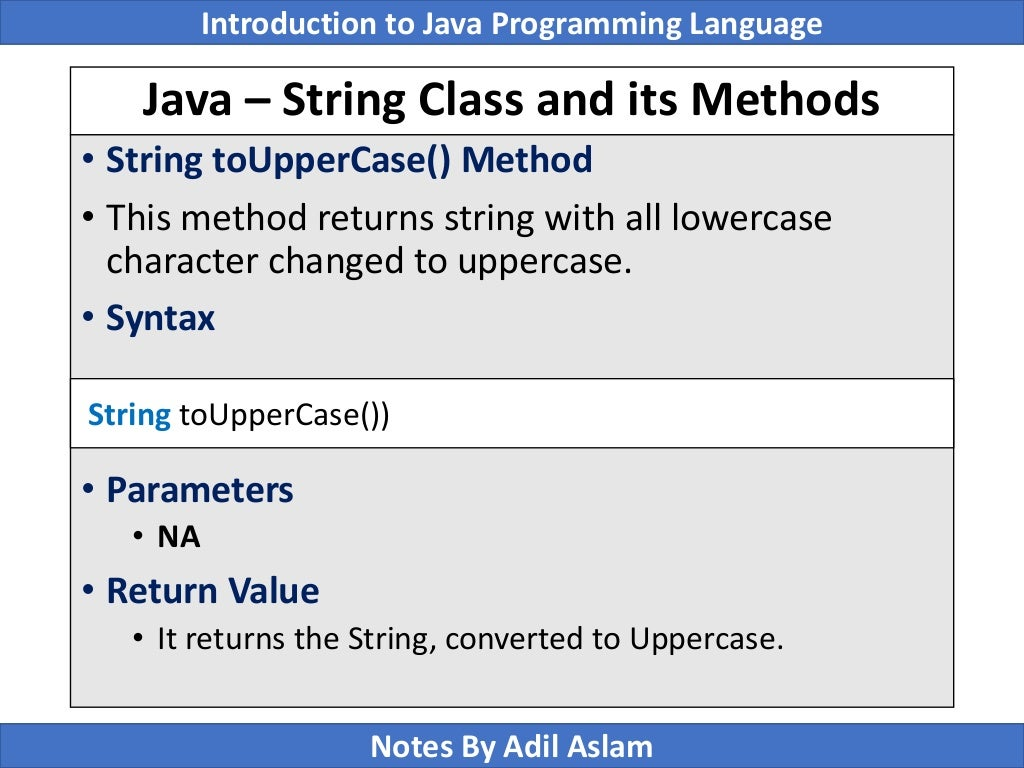 Introduction to Java Programming Language
Java – String Class and its Methods
• String toUpperCase() Method
• This method returns string with all lowercase
character changed to uppercase.
• Syntax
String toUpperCase())
• Parameters
• NA
• Return Value
• It returns the String, converted to Uppercase.
Notes By Adil Aslam